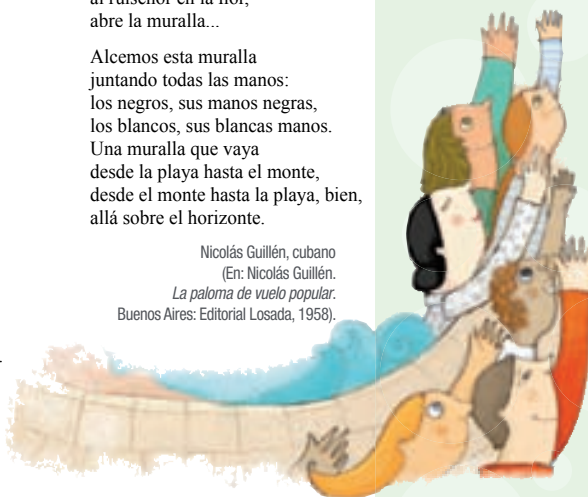 al ruiseñor en la flor,
abre la muralla...
Alcemos esta muralla
juntando todas las manos:
los negros, sus manos negras,
los blancos, sus blancas manos.
Una muralla que vaya
desde la playa hasta el monte,
desde el monte hasta la playa, bien,
allá sobre el horizonte.
Nicolás Guillén, cubano
(En: Nicolás Guillén.
La paloma de vuelo popular.
Buenos Aires: Editorial Losada, 1958).